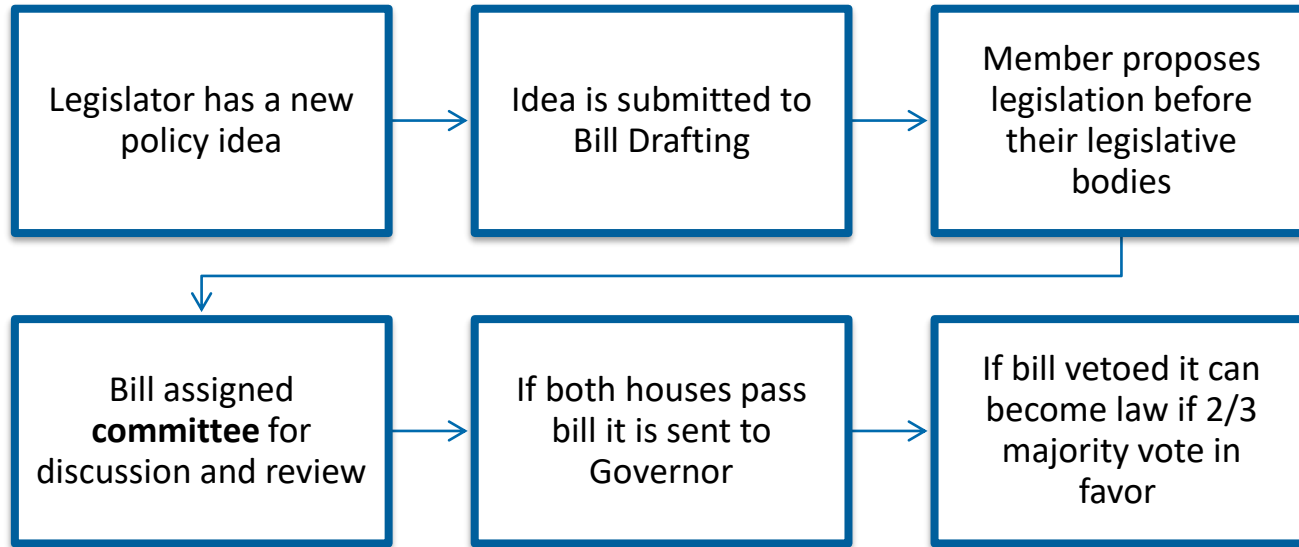 Legislator has a new
policy idea
Idea is submitted to
Bill Drafting
Member proposes
legislation before
their legislative
bodies
Bill assigned
committee for
discussion and review
If both houses pass
bill it is sent to
Governor
If bill vetoed it can
become law if 2/3
majority vote in
favor